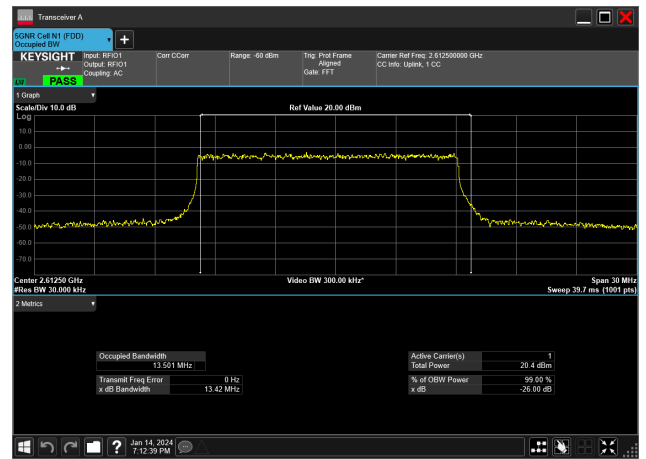 Transceiver A
5GNR Cell N1 (FDD)
Occupied BW
KEYSIGHT
LW PASS
Input: RFIO1
Output: RFIO1
Coupling: AC
Corr CCorr
Range: -60 dBm
Trig: Prot Frame
Aligned
Gate: FFT
Carrier Ref Freq: 2.612500000 GHz
CC Info: Uplink, 1 CC
1 Graph
Scale/Div 10.0 dB
Ref Value 20.00 dBm
Log
10.0
0.00
-10.0
-20.0
-30.0
-40.0
-50.0
-60.0
-70.0
Center 2.61250 GHz
Video BW 300.00 kHz*
Span 30 MHz
#Res BW 30.000 kHz
Sweep 39.7 ms (1001 pts)
2 Metrics
Occupied Bandwidth
13.501 MHz
Transmit Freq Error 0 Hz
x dB Bandwidth 13.42 MHz
Active Carrier(s) 1
Total Power 20.4 dBm
% of OBW Power 99.00 %
x dB -26.00 dB
Jan 14, 2024
7:12:39 PM